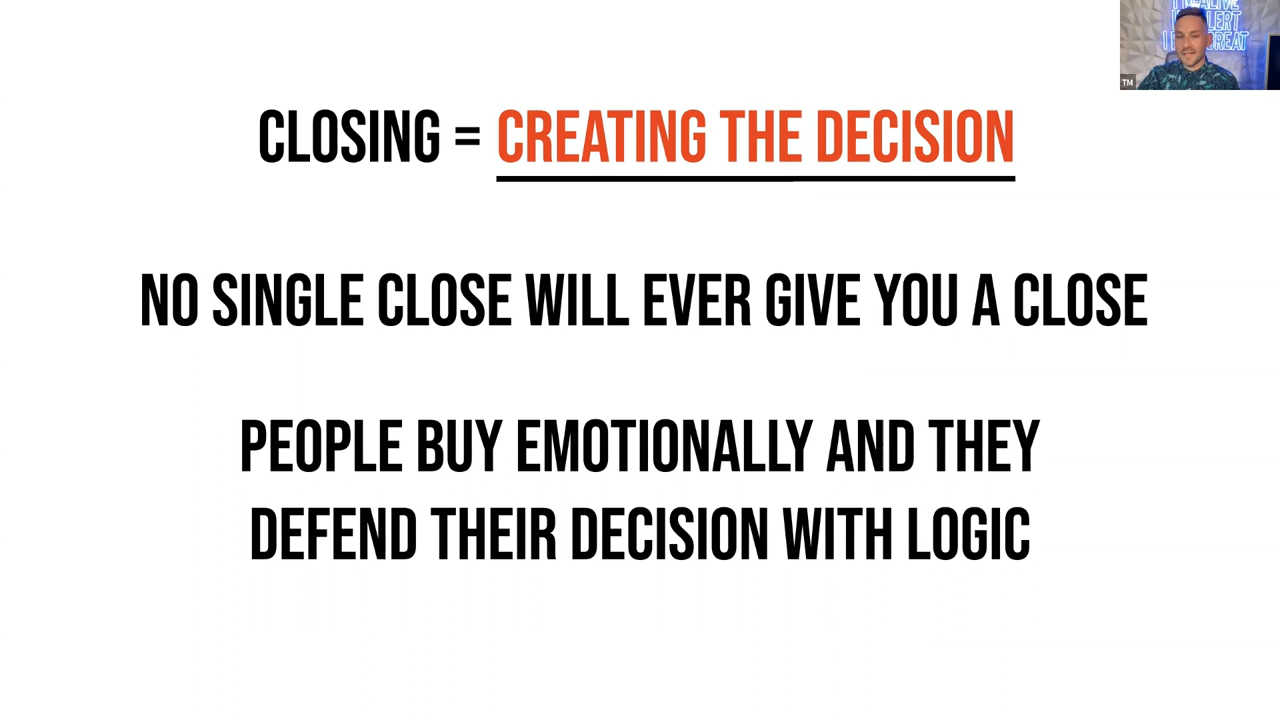 CLOSING = CREATING THE DECISION
NO SINGLE CLOSE WILL EVER GIVE YOU A CLOSE
PEOPLE BUY EMOTIONALLY AND THEY
DEFEND THEIR DECISION WITH LOGIC
TM